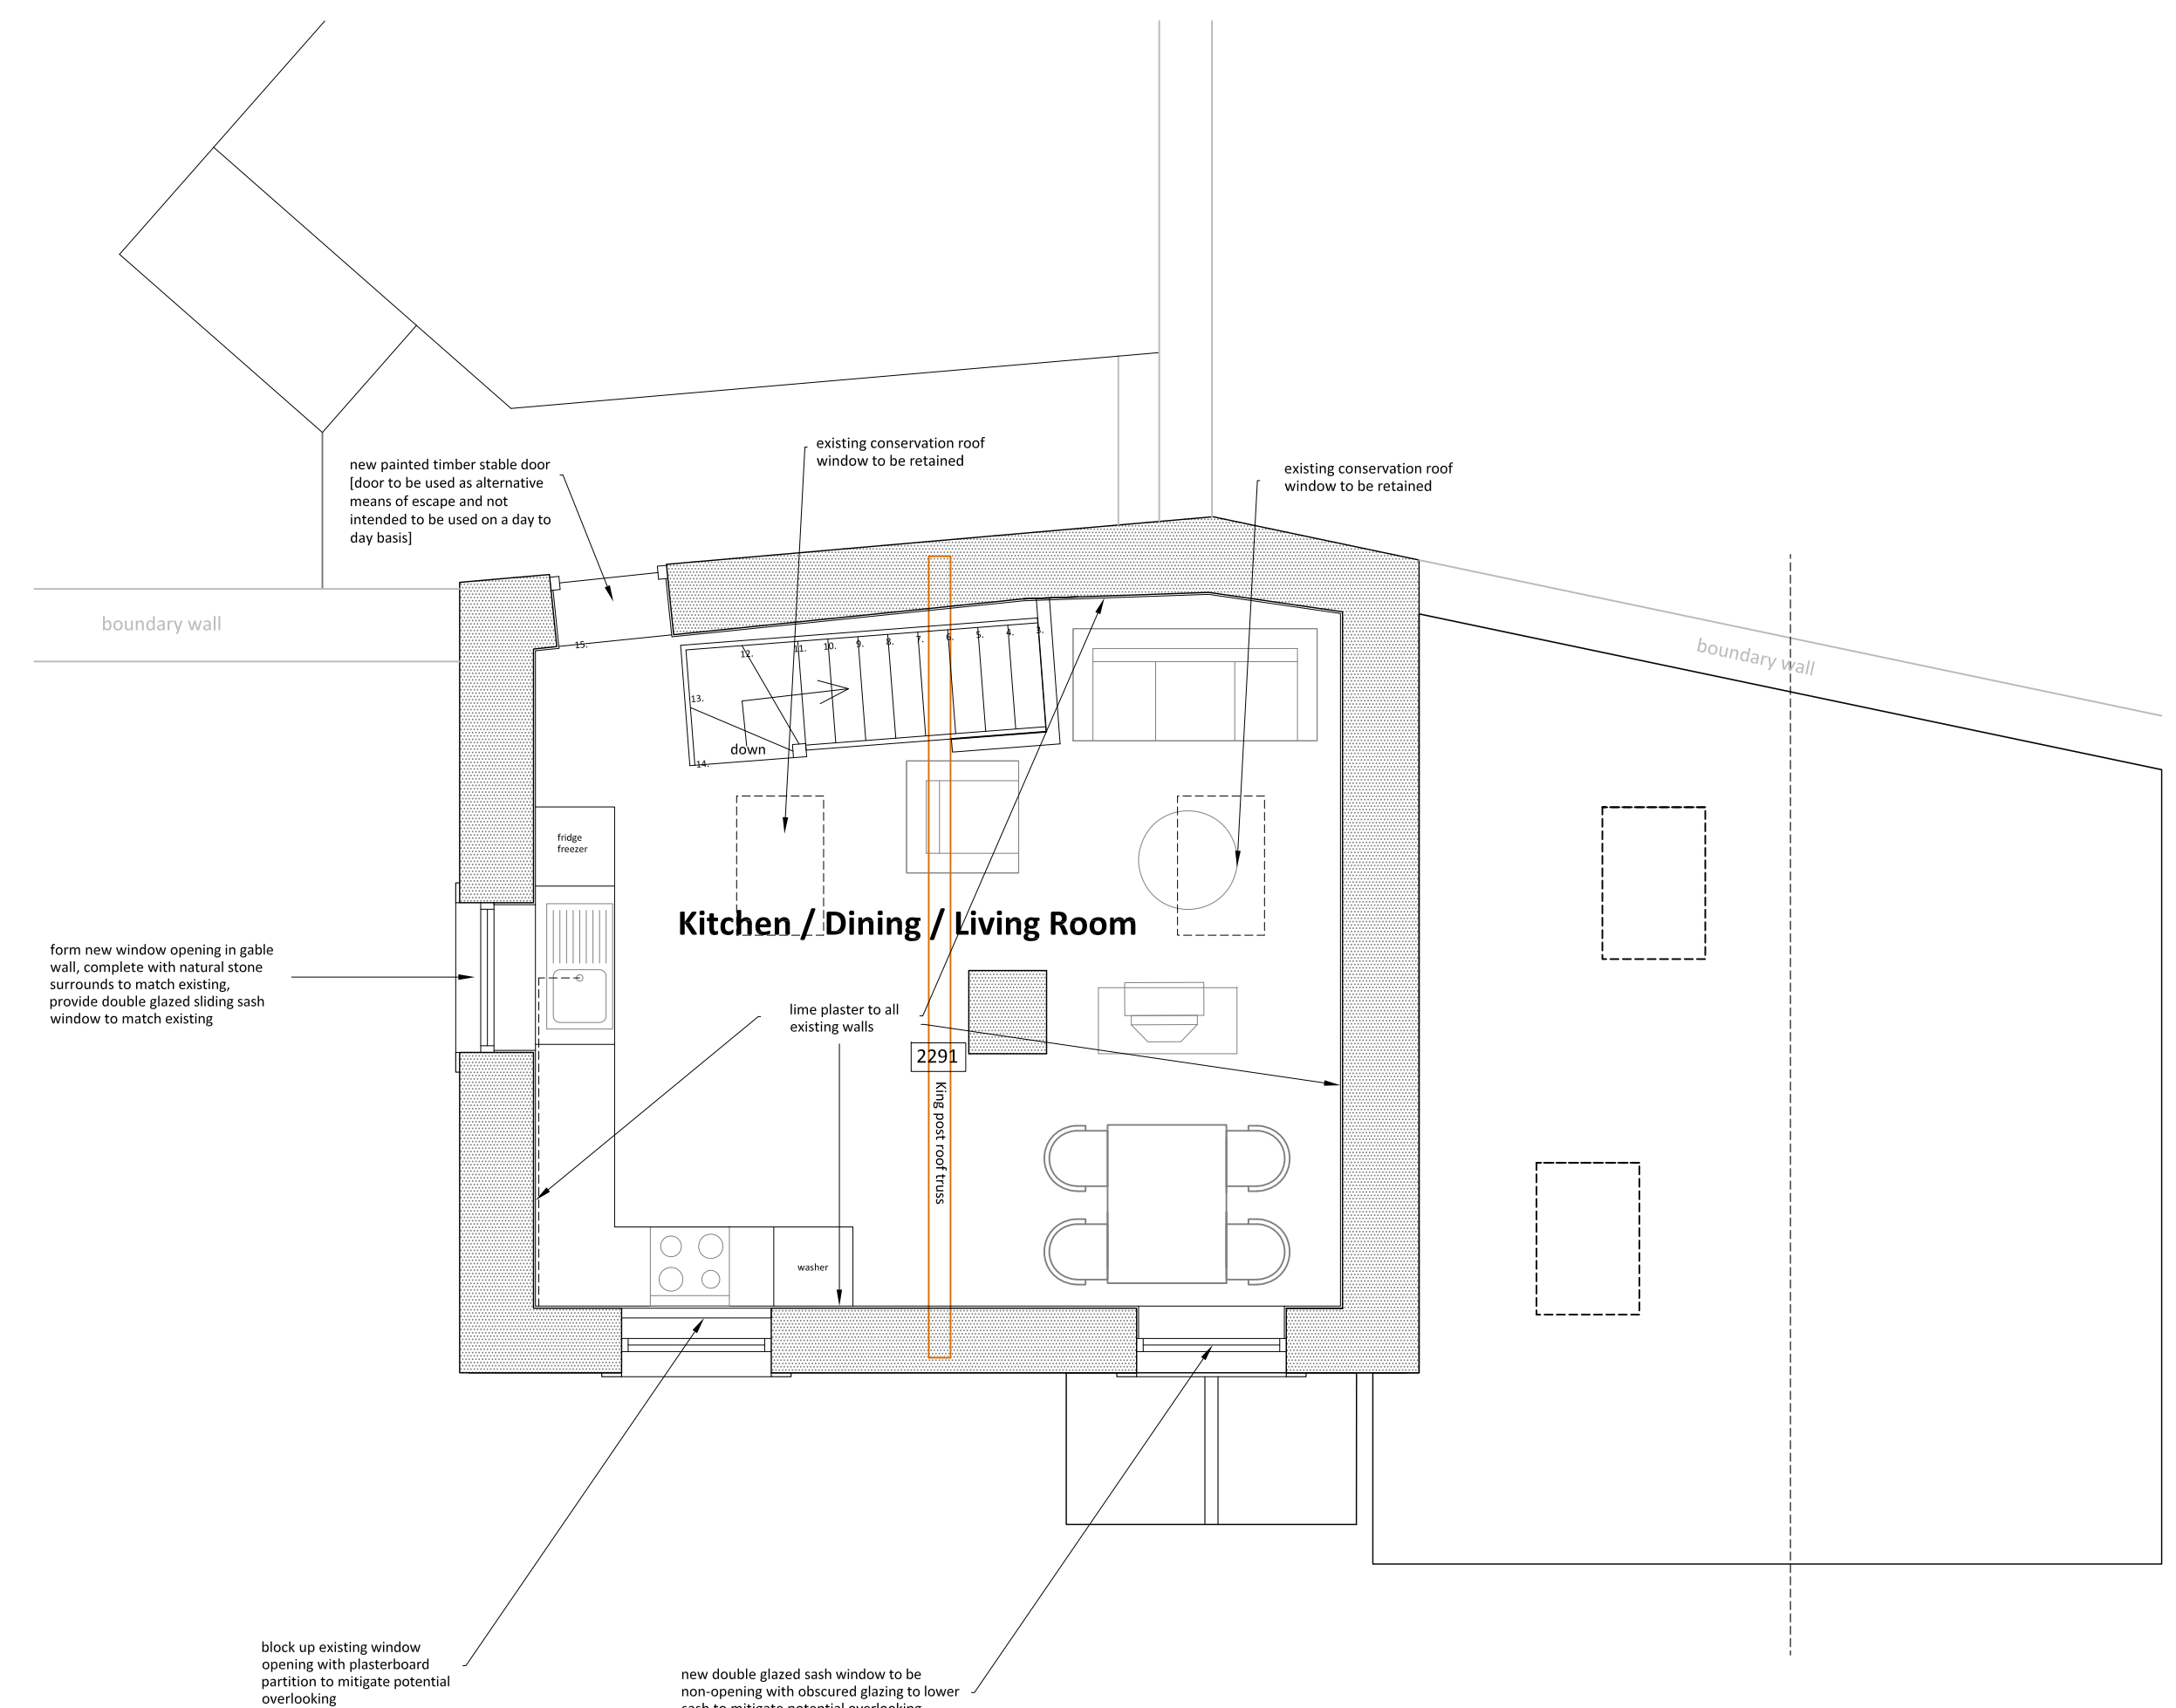 existing conservation roof
window to be retained
existing conservation roof
window to be retained
new painted timber stable door
[door to be used as alternative
means of escape and not
intended to be used on a day to
day basis]
boundary wall
boundary wall
15.
14.
13.
12.
11.
10.
9.
8.
7.
6.
5.
4.
3.
down
fridge
freezer
Kitchen / Dining / Living Room
form new window opening in gable
wall, complete with natural stone
surrounds to match existing,
provide double glazed sliding sash
window to match existing
lime plaster to all
existing walls
2291
King post roof truss
washer
block up existing window
opening with plasterboard
partition to mitigate potential
overlooking
new double glazed sash window to be
non-opening with obscured glazing to lower
sash to mitigate potential overlooking